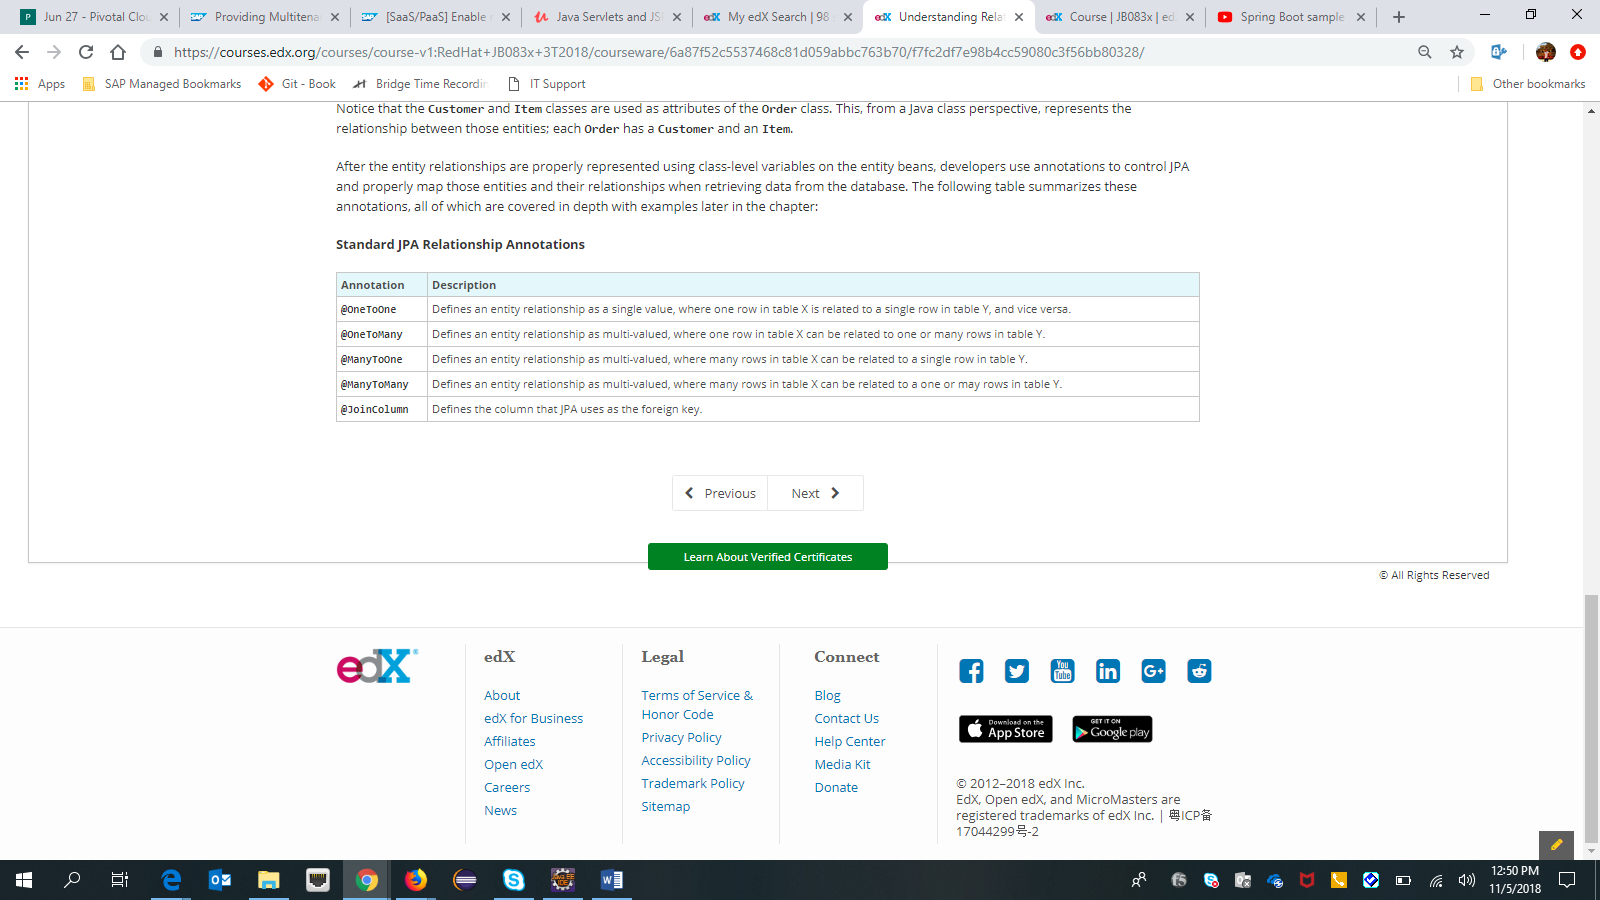 Jun 27 - Pivotal Clou
Providing Multitena
[SaaS/PaaS] Enable
Java Servlets and JSP
My edX Search | 98
Understanding Relat
Course | JB083x | ed
Spring Boot sample
https://courses.edx.org/courses/course-v1:RedHat+JB083x+3T2018/courseware/6a87f52c5537468c81d059abbc763b70/f7fc2df7e98b4cc59080c3f56bb80328/
Apps
SAP Managed Bookmarks
Git - Book
Bridge Time Recordin
IT Support
Other bookmarks
Notice that the Customer and Item classes are used as attributes of the Order class. This, from a Java class perspective, represents the
relationship between those entities; each Order has a Customer and an Item.
After the entity relationships are properly represented using class-level variables on the entity beans, developers use annotations to control JPA
and properly map those entities and their relationships when retrieving data from the database. The following table summarizes these
annotations, all of which are covered in depth with examples later in the chapter:
Standard JPA Relationship Annotations
Annotation Description
@OneToOne Defines an entity relationship as a single value, where one row in table X is related to a single row in table Y, and vice versa.
@OneToMany Defines an entity relationship as multi-valued, where one row in table X can be related to one or many rows in table Y.
@ManyToOne Defines an entity relationship as multi-valued, where many rows in table X can be related to a single row in table Y.
@ManyToMany Defines an entity relationship as multi-valued, where many rows in table X can be related to a one or may rows in table Y.
@JoinColumn Defines the column that JPA uses as the foreign key.
Previous
Next
Learn About Verified Certificates
© All Rights Reserved
edX
edX
About
edX for Business
Affiliates
Open edX
Careers
News
Legal
Terms of Service &
Honor Code
Privacy Policy
Accessibility Policy
Trademark Policy
Sitemap
Connect
Blog
Contact Us
Help Center
Media Kit
Donate
You
Tube
in
G+
Download on the
App Store
GET IT ON
Google play
© 2012–2018 edX Inc.
EdX, Open edX, and MicroMasters are
registered trademarks of edX Inc. | 粤ICP备
17044299号-2
12:50 PM
11/5/2018